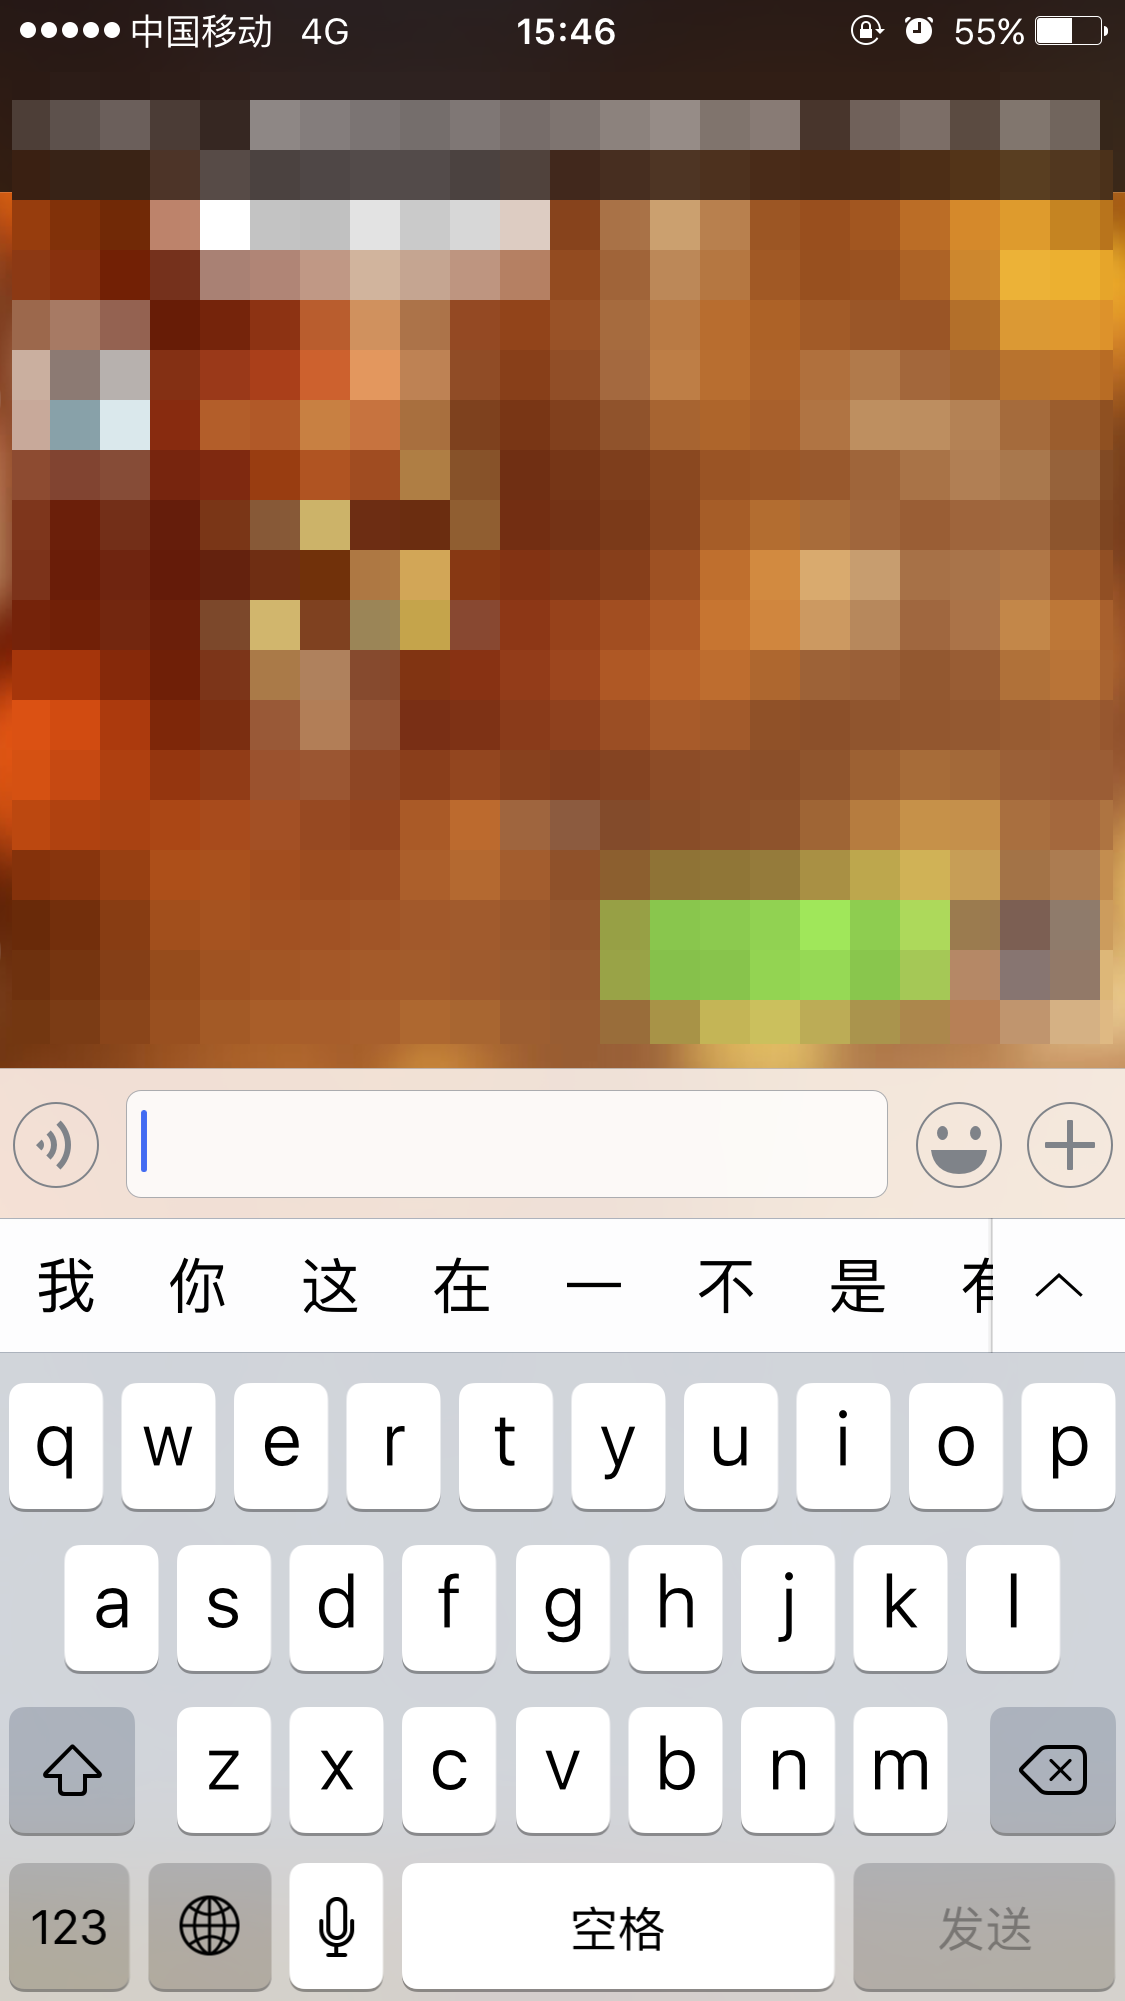 中国移动 4G 15:46 55%
我 你 这 在 一 不 是 有
q w e r t y u i o p
a s d f g h j k l
z x c v b n m
123 空格 发送